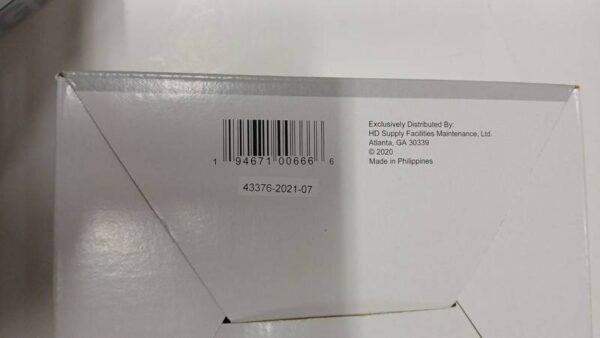 1 94671 00666 6
43376-2021-07
Exclusively Distributed By:
HD Supply Facilities Maintenance, Ltd.
Atlanta, GA 30339
© 2020
Made in Philippines